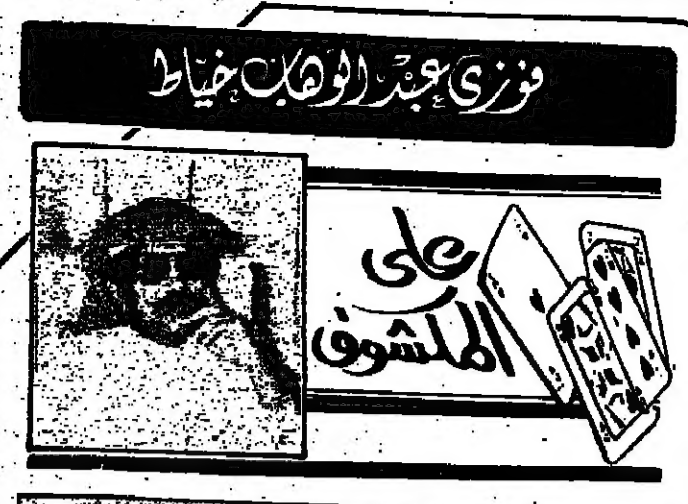 فوزي عبد الوهاب خياط
على
المكشوف